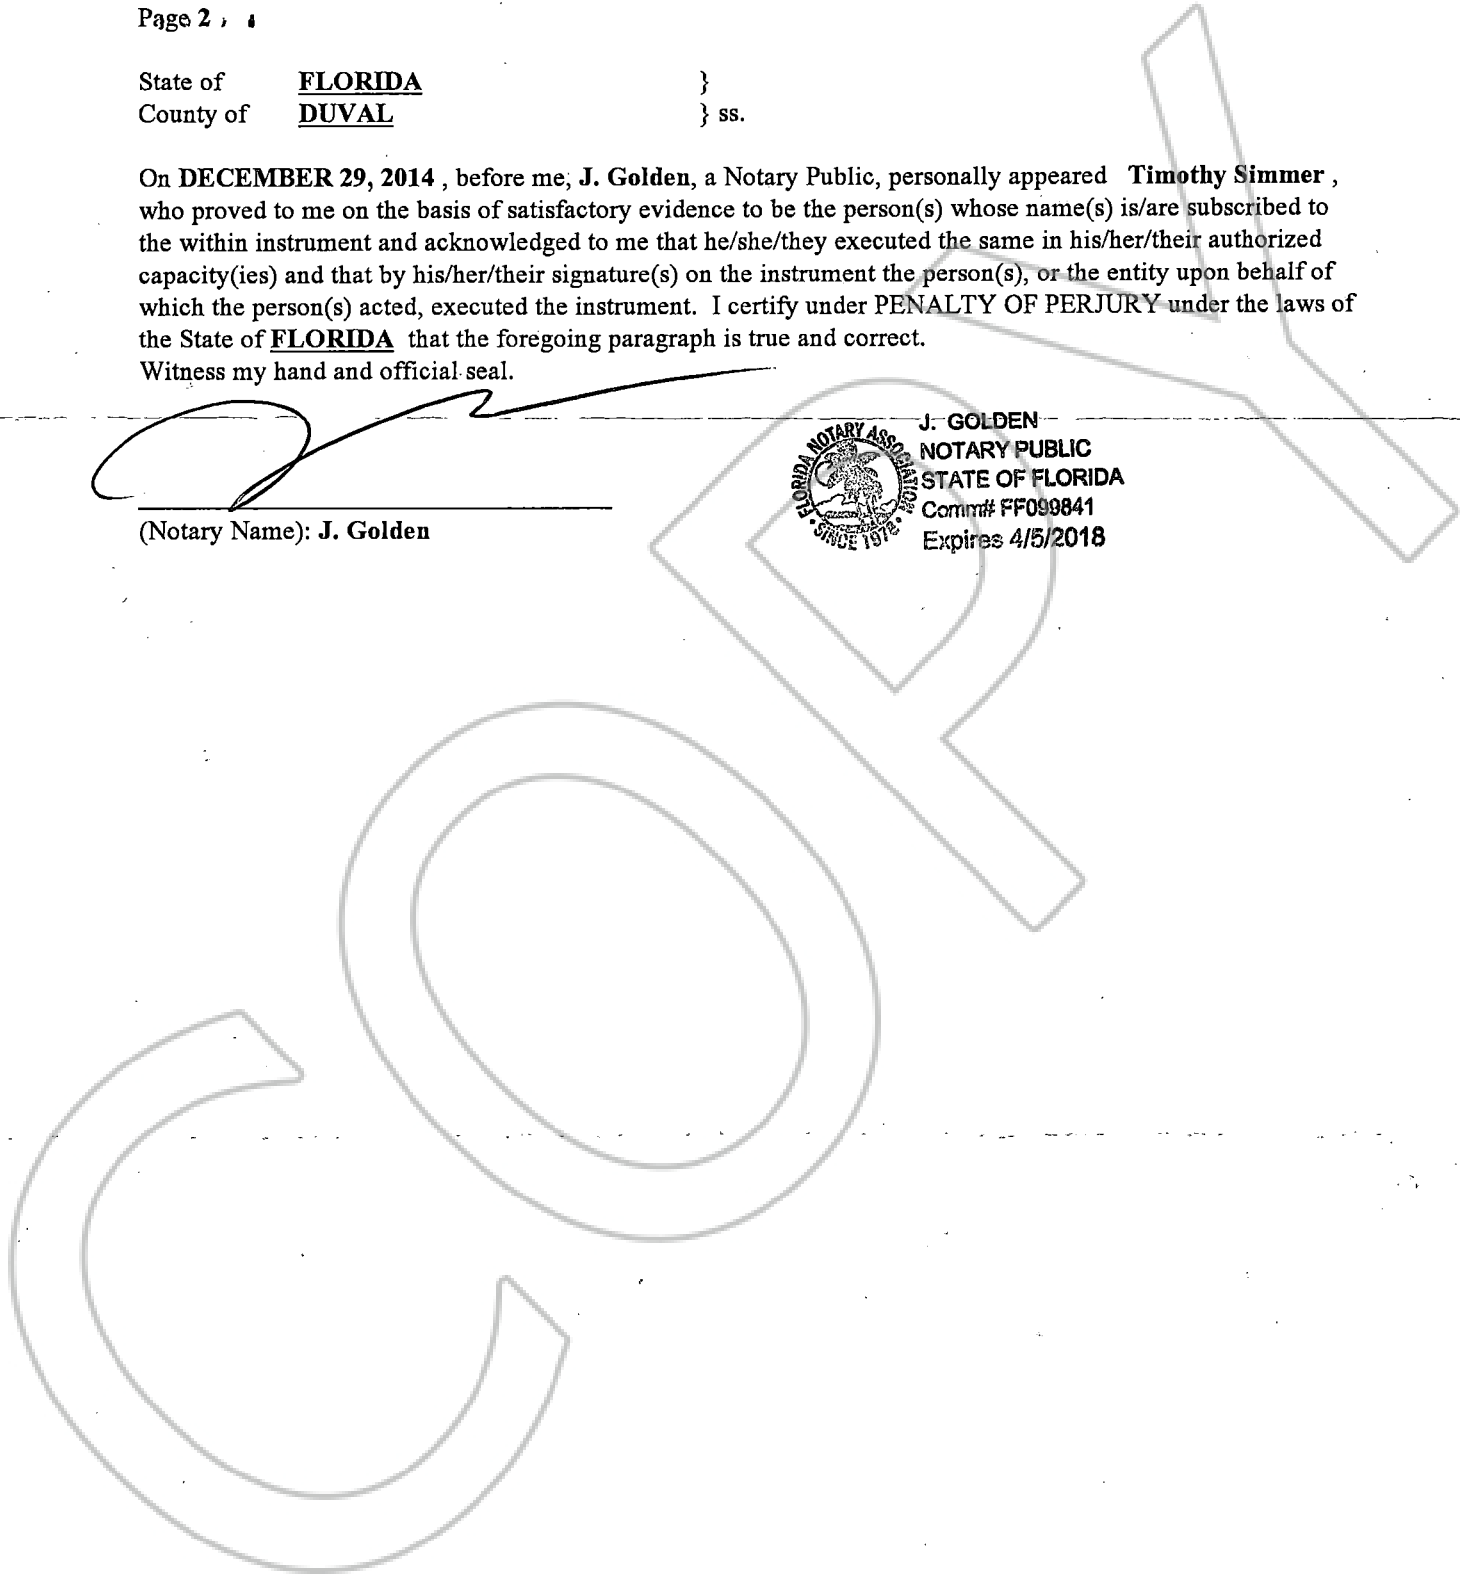 Page 2
State of FLORIDA }
County of DUVAL } ss.
On DECEMBER 29, 2014 , before me, J. Golden, a Notary Public, personally appeared Timothy Simmer ,
who proved to me on the basis of satisfactory evidence to be the person(s) whose name(s) is/are subscribed to
the within instrument and acknowledged to me that he/she/they executed the same in his/her/their authorized
capacity(ies) and that by his/her/their signature(s) on the instrument the person(s), or the entity upon behalf of
which the person(s) acted, executed the instrument. I certify under PENALTY OF PERJURY under the laws of
the State of FLORIDA that the foregoing paragraph is true and correct.
Witness my hand and official seal.
J. GOLDEN
NOTARY PUBLIC
STATE OF FLORIDA
Comm# FF099841
Expires 4/5/2018
FLORIDA NOTARY ASSOCIATION
SINCE 1978
(Notary Name): J. Golden
COPY